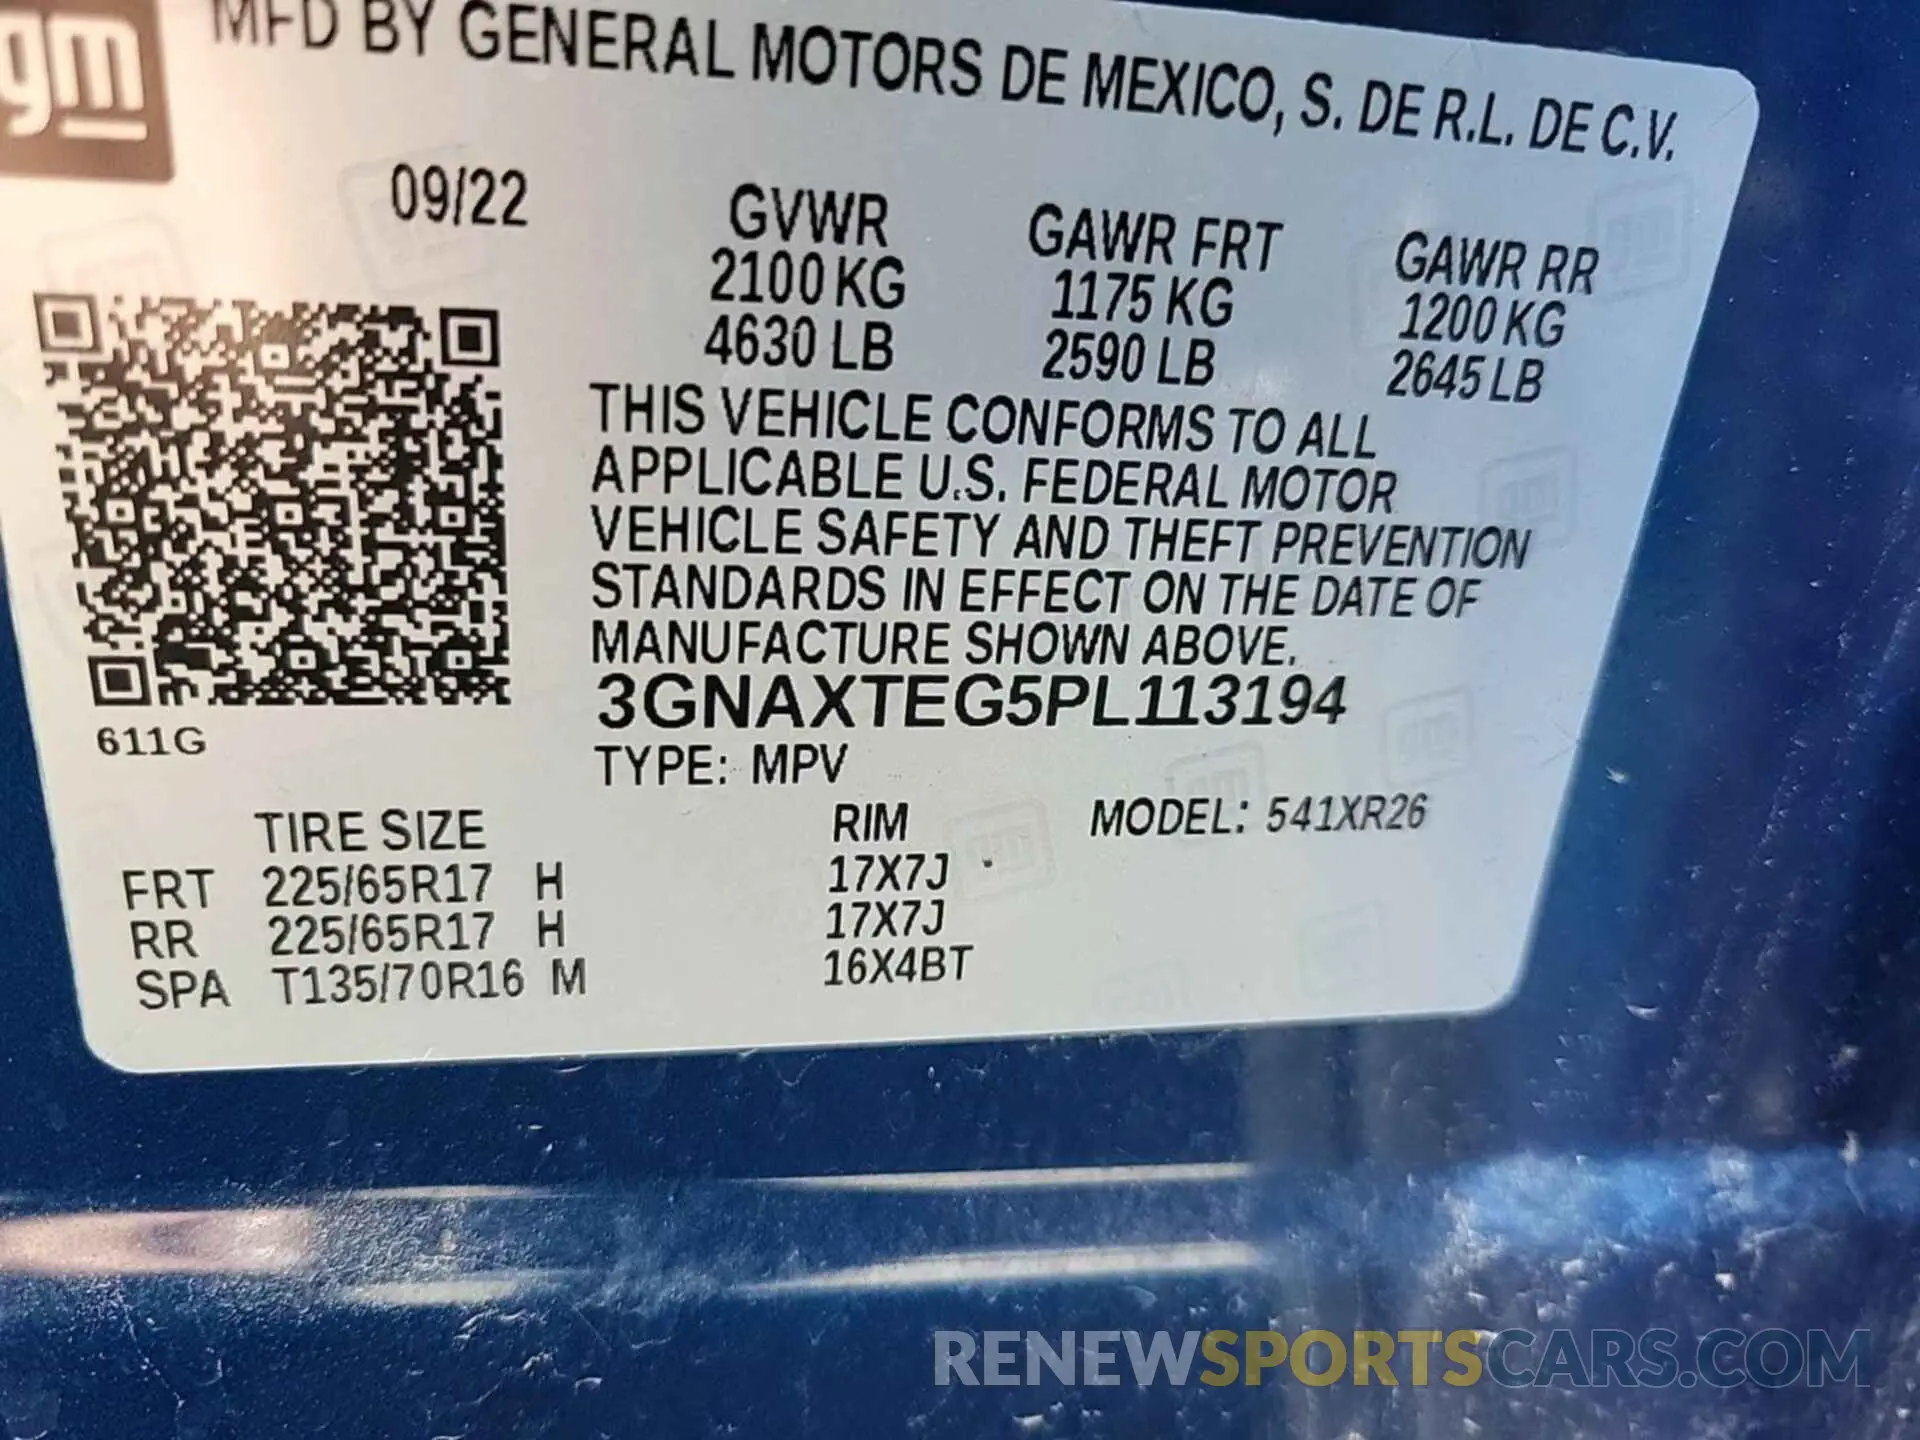 gm
MFD BY GENERAL MOTORS DE MEXICO, S. DE R.L. DE C.V.
09/22
GVWR GAWR FRT GAWR RR
2100 KG 1175 KG 1200 KG
4630 LB 2590 LB 2645 LB
THIS VEHICLE CONFORMS TO ALL
APPLICABLE U.S. FEDERAL MOTOR
VEHICLE SAFETY AND THEFT PREVENTION
STANDARDS IN EFFECT ON THE DATE OF
MANUFACTURE SHOWN ABOVE.
3GNAXTEG5PL113194
611G
TYPE: MPV
TIRE SIZE RIM MODEL: 541XR26
FRT 225/65R17 H 17X7J
RR 225/65R17 H 17X7J
SPA T135/70R16 M 16X4BT
RENEWSPORTSCARS.COM